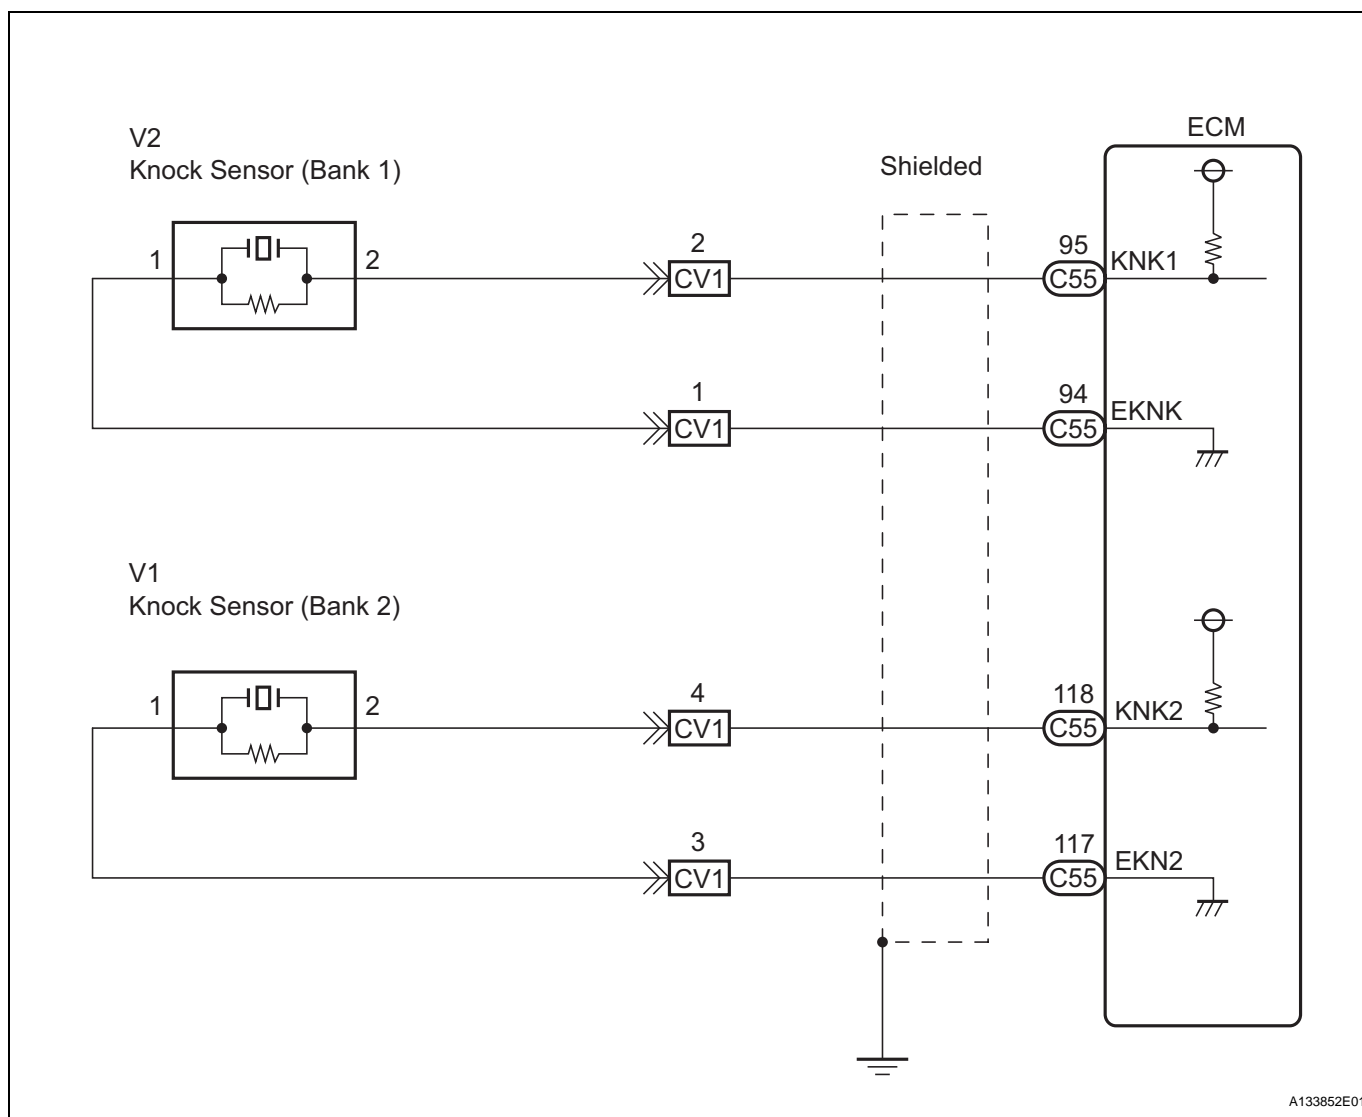 ECM
V2
Knock Sensor (Bank 1)
Shielded
1
2
2
CV1
95
C55
KNK1
1
CV1
94
C55
EKNK
V1
Knock Sensor (Bank 2)
1
2
4
CV1
118
C55
KNK2
3
CV1
117
C55
EKN2
A133852E01